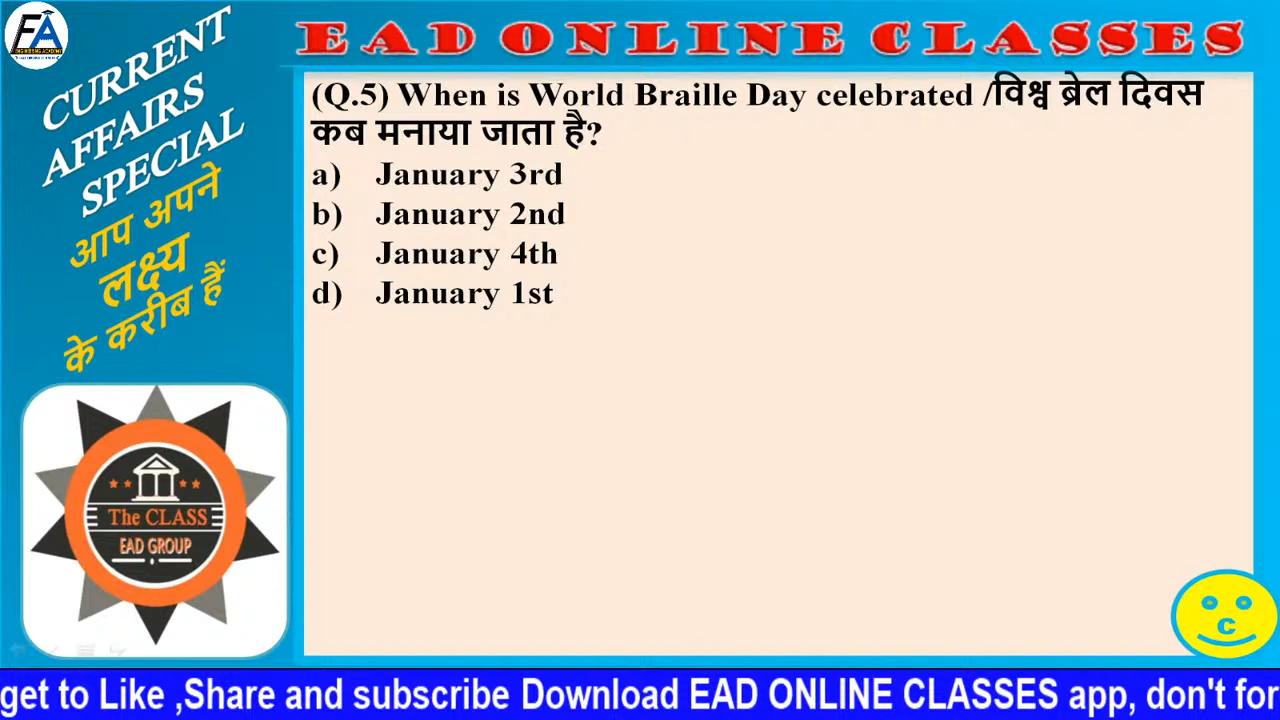 FA
ENGINEERING ACADEMY
EAD ONLINE CLASSES
CURRENT
AFFAIRS
SPECIAL
आप अपने
लक्ष्य
के करीब हैं
The CLASS
EAD GROUP
(Q.5) When is World Braille Day celebrated /विश्व ब्रेल दिवस
कब मनाया जाता है?
a) January 3rd
b) January 2nd
c) January 4th
d) January 1st
c
get to Like ,Share and subscribe Download EAD ONLINE CLASSES app, don't for